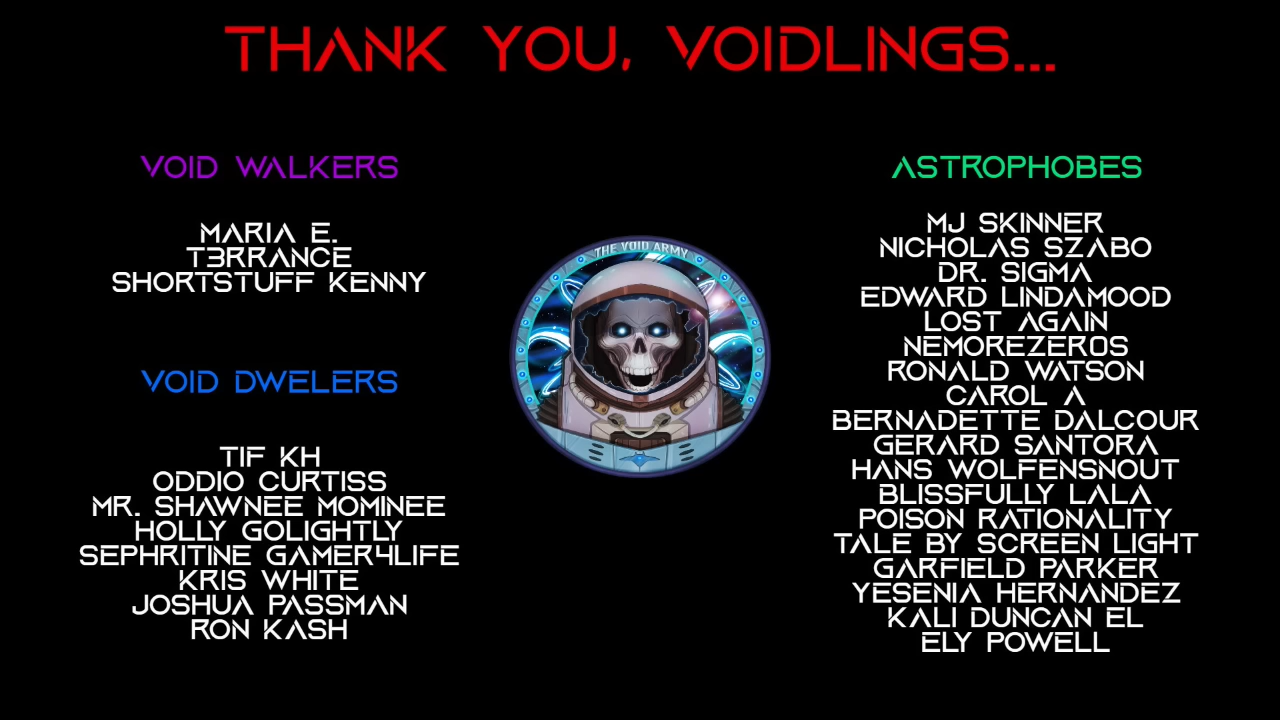 THANK YOU, VOIDLINGS...
VOID WALKERS
MARIA E.
T3RRANCE
SHORTSTUFF KENNY
VOID DWELERS
TIF KH
ODDIO CURTISS
MR. SHAWNEE MOMINEE
HOLLY GOLIGHTLY
SEPHRITINE GAMER4LIFE
KRIS WHITE
JOSHUA PASSMAN
RON KASH
THE VOID ARMY
ASTROPHOBES
MJ SKINNER
NICHOLAS SZABO
DR. SIGMA
EDWARD LINDAMOOD
LOST AGAIN
NEMOREZER0S
RONALD WATSON
CAROL A
BERNADETTE DALCOUR
GERARD SANTORA
HANS WOLFENSNOUT
BLISSFULLY LALA
POISON RATIONALITY
TALE BY SCREEN LIGHT
GARFIELD PARKER
YESENIA HERNANDEZ
KALI DUNCAN EL
ELY POWELL